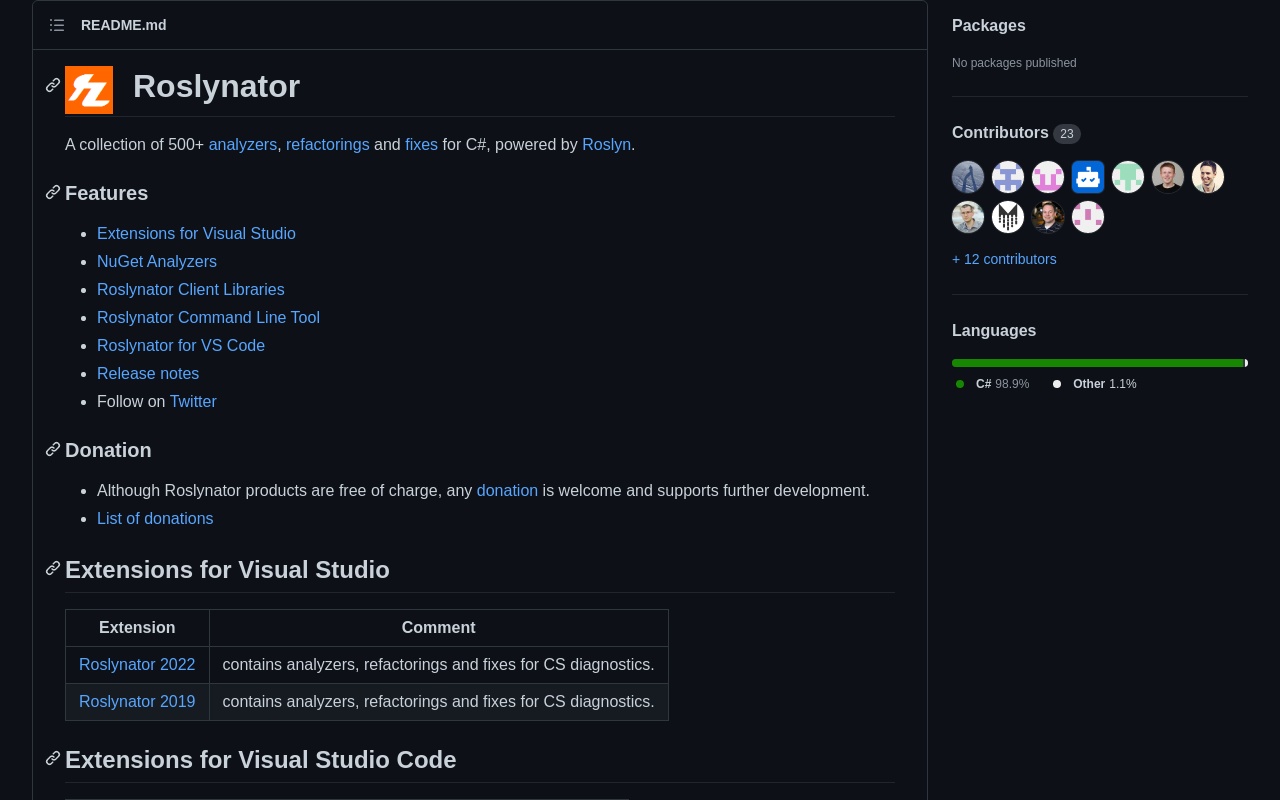 README.md
Roslynator
A collection of 500+ analyzers, refactorings and fixes for C#, powered by Roslyn.
Features
Extensions for Visual Studio
NuGet Analyzers
Roslynator Client Libraries
Roslynator Command Line Tool
Roslynator for VS Code
Release notes
Follow on Twitter
Donation
Although Roslynator products are free of charge, any donation is welcome and supports further development.
List of donations
Extensions for Visual Studio
Extension Comment
Roslynator 2022 contains analyzers, refactorings and fixes for CS diagnostics.
Roslynator 2019 contains analyzers, refactorings and fixes for CS diagnostics.
Extensions for Visual Studio Code
Packages
No packages published
Contributors 23
+ 12 contributors
Languages
C# 98.9% Other 1.1%